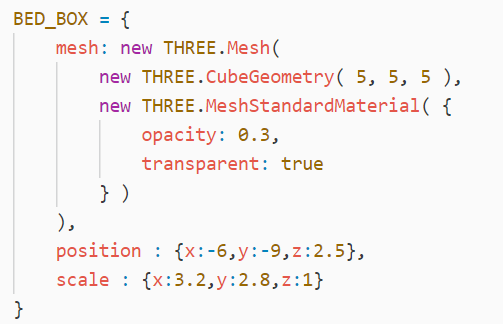 BED_BOX = {
    mesh: new THREE.Mesh(
        new THREE.CubeGeometry( 5, 5, 5 ),
        new THREE.MeshStandardMaterial( {
            opacity: 0.3,
            transparent: true
        } )
    ),
    position : {x:-6,y:-9,z:2.5},
    scale : {x:3.2,y:2.8,z:1}
}